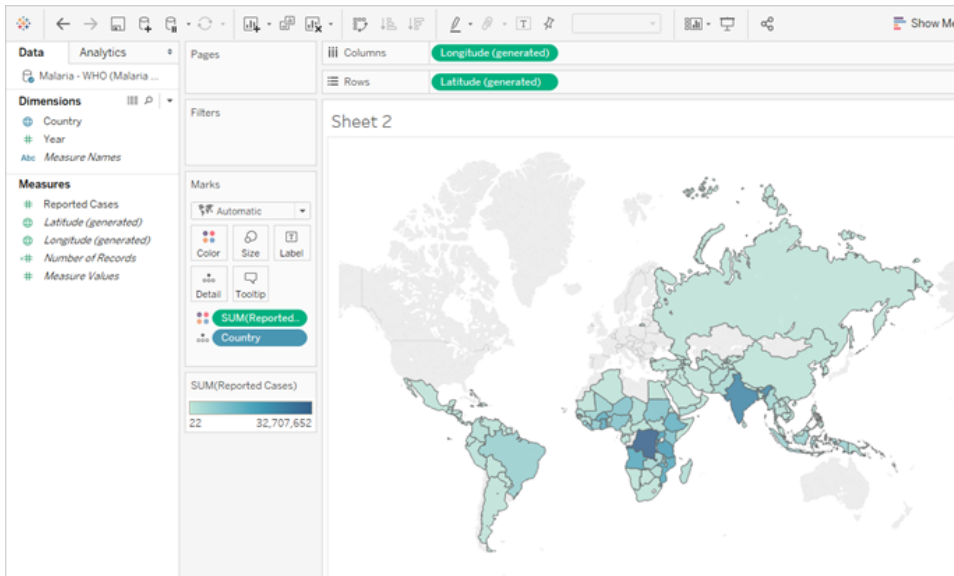 Show Me
Data
Analytics
Malaria - WHO (Malaria ...
Dimensions
Country
Year
Abc Measure Names
Measures
Reported Cases
Latitude (generated)
Longitude (generated)
Number of Records
Measure Values
Pages
Filters
Marks
Automatic
Color
Size
Label
Detail
Tooltip
SUM(Reported..
Country
SUM(Reported Cases)
22
32,707,652
Columns
Longitude (generated)
Rows
Latitude (generated)
Sheet 2